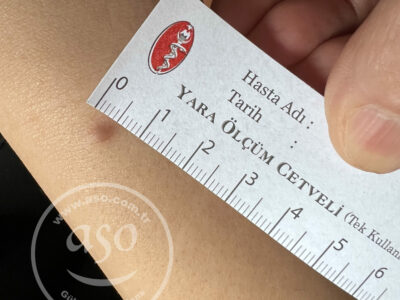 Hasta Adı :
Tarih :
YARA ÖLÇÜM CETVELİ (Tek Kullanı
0 1 2 3 4 5 6
www.aso.com.tr
aso